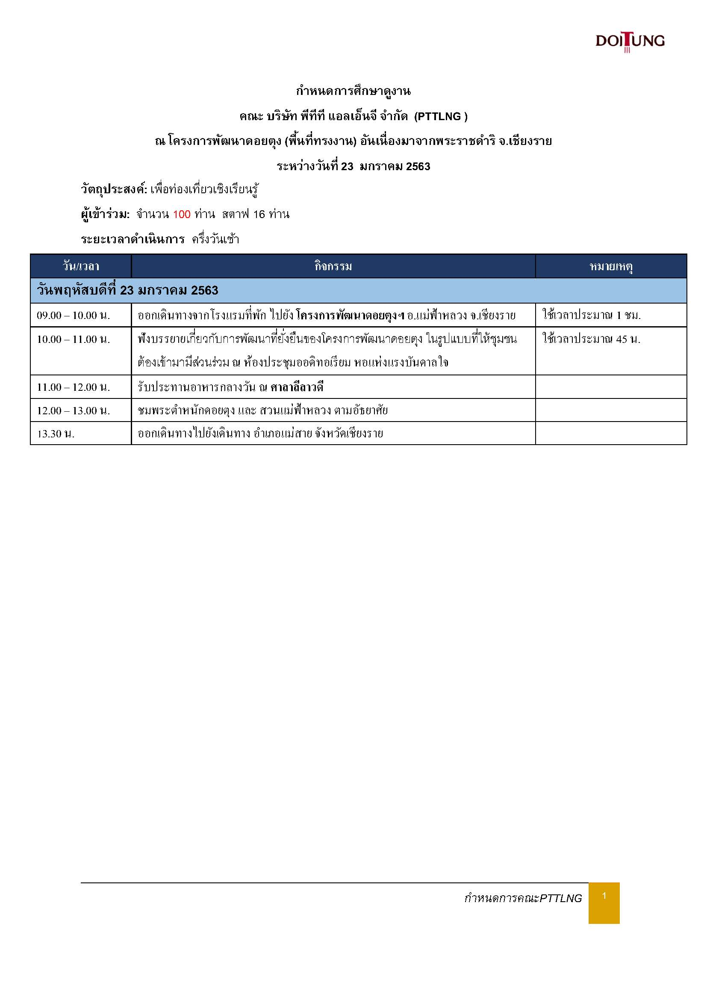 DOITUNG
กำหนดการศึกษาดูงาน
คณะ บริษัท พีทีที แอลเอ็นจี จำกัด (PTTLNG )
ณ โครงการพัฒนาดอยตุง (พื้นที่ทรงงาน) อันเนื่องมาจากพระราชดำริ จ.เชียงราย
ระหว่างวันที่ 23 มกราคม 2563
วัตถุประสงค์: เพื่อท่องเที่ยวเชิงเรียนรู้
ผู้เข้าร่วม: จำนวน 100 ท่าน สตาฟ 16 ท่าน
ระยะเวลาดำเนินการ ครึ่งวันเช้า
วัน/เวลา กิจกรรม หมายเหตุ
วันพฤหัสบดีที่ 23 มกราคม 2563
09.00 – 10.00 น. ออกเดินทางจากโรงแรมที่พัก ไปยัง โครงการพัฒนาดอยตุงฯ อ.แม่ฟ้าหลวง จ.เชียงราย ใช้เวลาประมาณ 1 ชม.
10.00 – 11.00 น. ฟังบรรยายเกี่ยวกับการพัฒนาที่ยั่งยืนของโครงการพัฒนาดอยตุง ในรูปแบบที่ให้ชุมชน ใช้เวลาประมาณ 45 น.
ต้องเข้ามามีส่วนร่วม ณ ห้องประชุมออดิทอเรียม หอแห่งแรงบันดาลใจ
11.00 – 12.00 น. รับประทานอาหารกลางวัน ณ ศาลาลีลาวดี
12.00 – 13.00 น. ชมพระตำหนักดอยตุง และ สวนแม่ฟ้าหลวง ตามอัธยาศัย
13.30 น. ออกเดินทางไปยังเดินทาง อำเภอแม่สาย จังหวัดเชียงราย
กำหนดการคณะPTTLNG 1